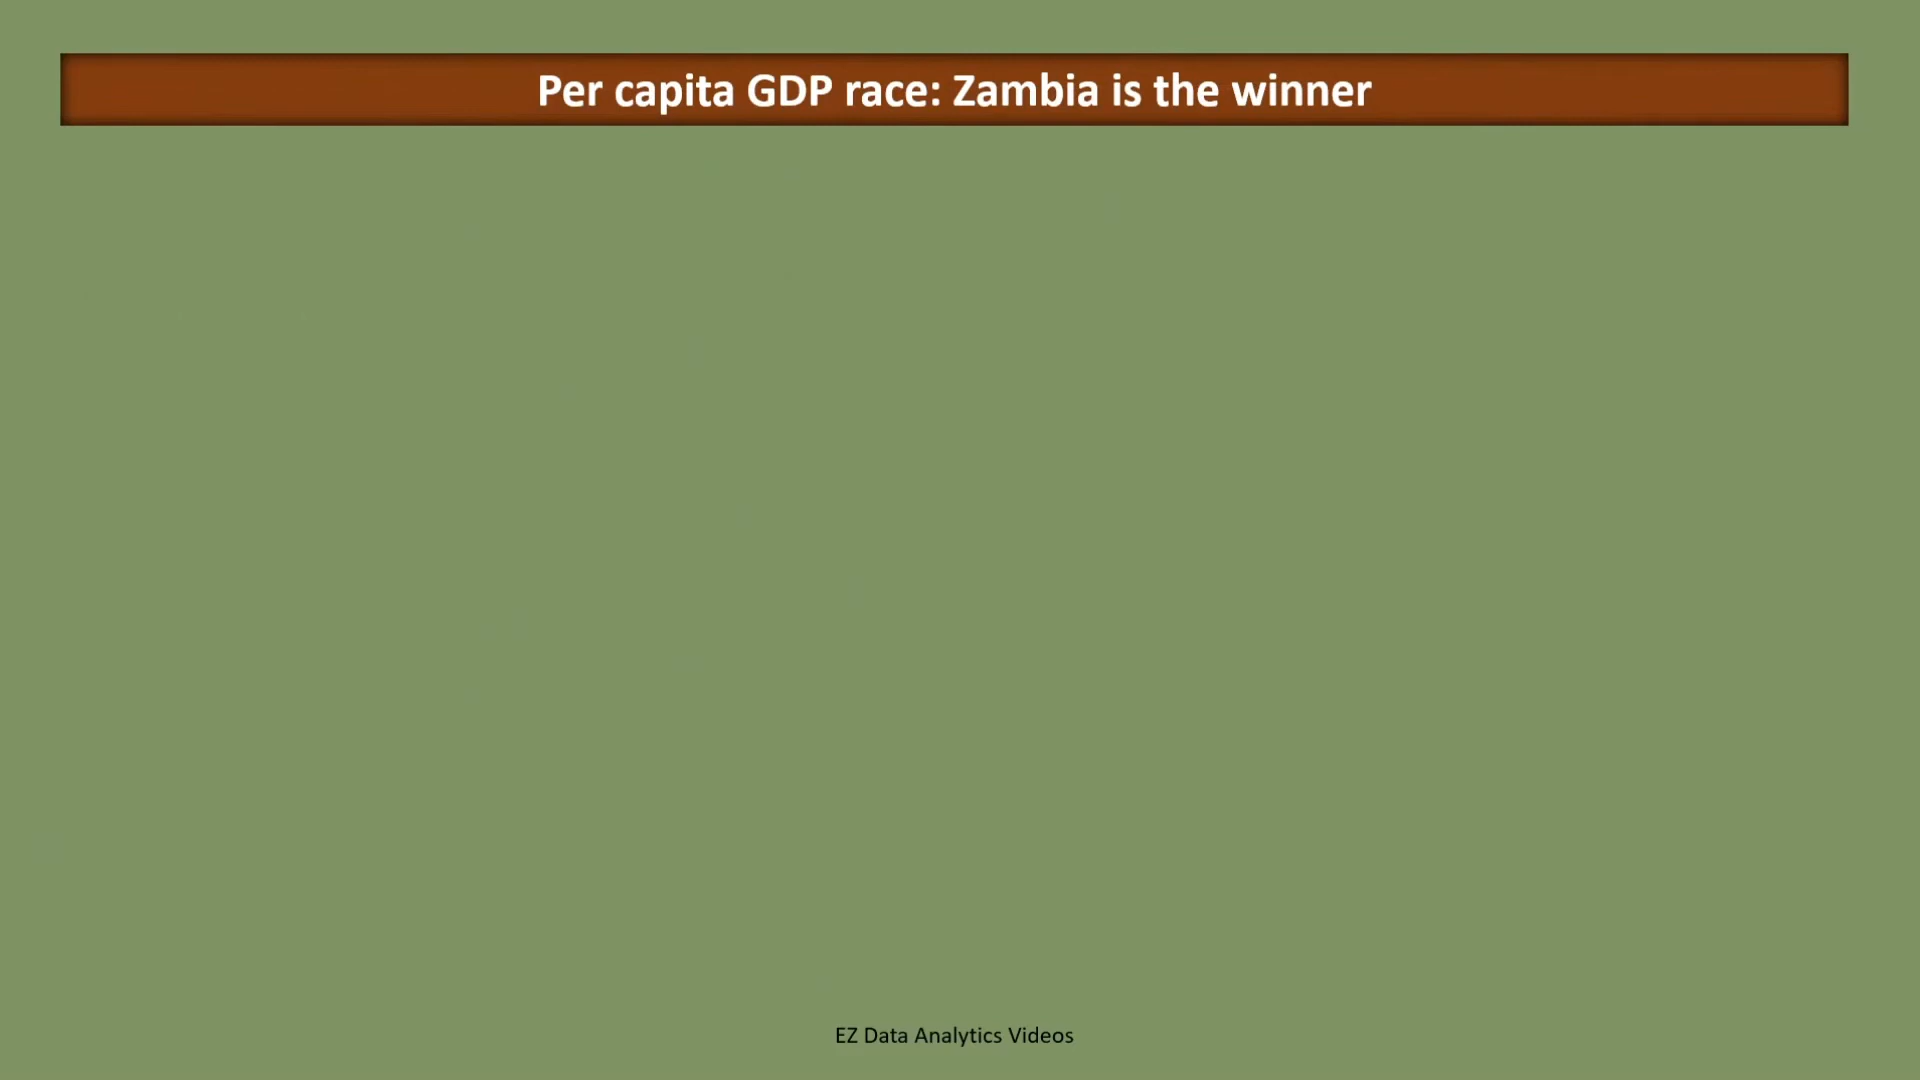 Per capita GDP race: Zambia is the winner
EZ Data Analytics Videos